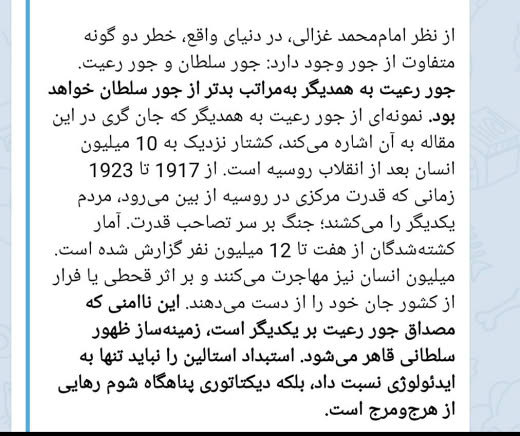 از نظر امام‌محمد غزالی، در دنیای واقع، خطر دو گونه
متفاوت از جور وجود دارد: جور سلطان و جور رعیت.
جور رعیت به همدیگر به‌مراتب بدتر از جور سلطان خواهد
بود. نمونه‌ای از جور رعیت به همدیگر که جان گری در این
مقاله به آن اشاره می‌کند، کشتار نزدیک به 10 میلیون
انسان بعد از انقلاب روسیه است. از 1917 تا 1923
زمانی که قدرت مرکزی در روسیه از بین می‌رود، مردم
یکدیگر را می‌کشند؛ جنگ بر سر تصاحب قدرت. آمار
کشته‌شدگان از هفت تا 12 میلیون نفر گزارش شده است.
میلیون انسان نیز مهاجرت می‌کنند و بر اثر قحطی یا فرار
از کشور جان خود را از دست می‌دهند. این ناامنی که
مصداق جور رعیت بر یکدیگر است، زمینه‌ساز ظهور
سلطانی قاهر می‌شود. استبداد استالین را نباید تنها به
ایدئولوژی نسبت داد، بلکه دیکتاتوری پناهگاه شوم رهایی
از هرج‌ومرج است.